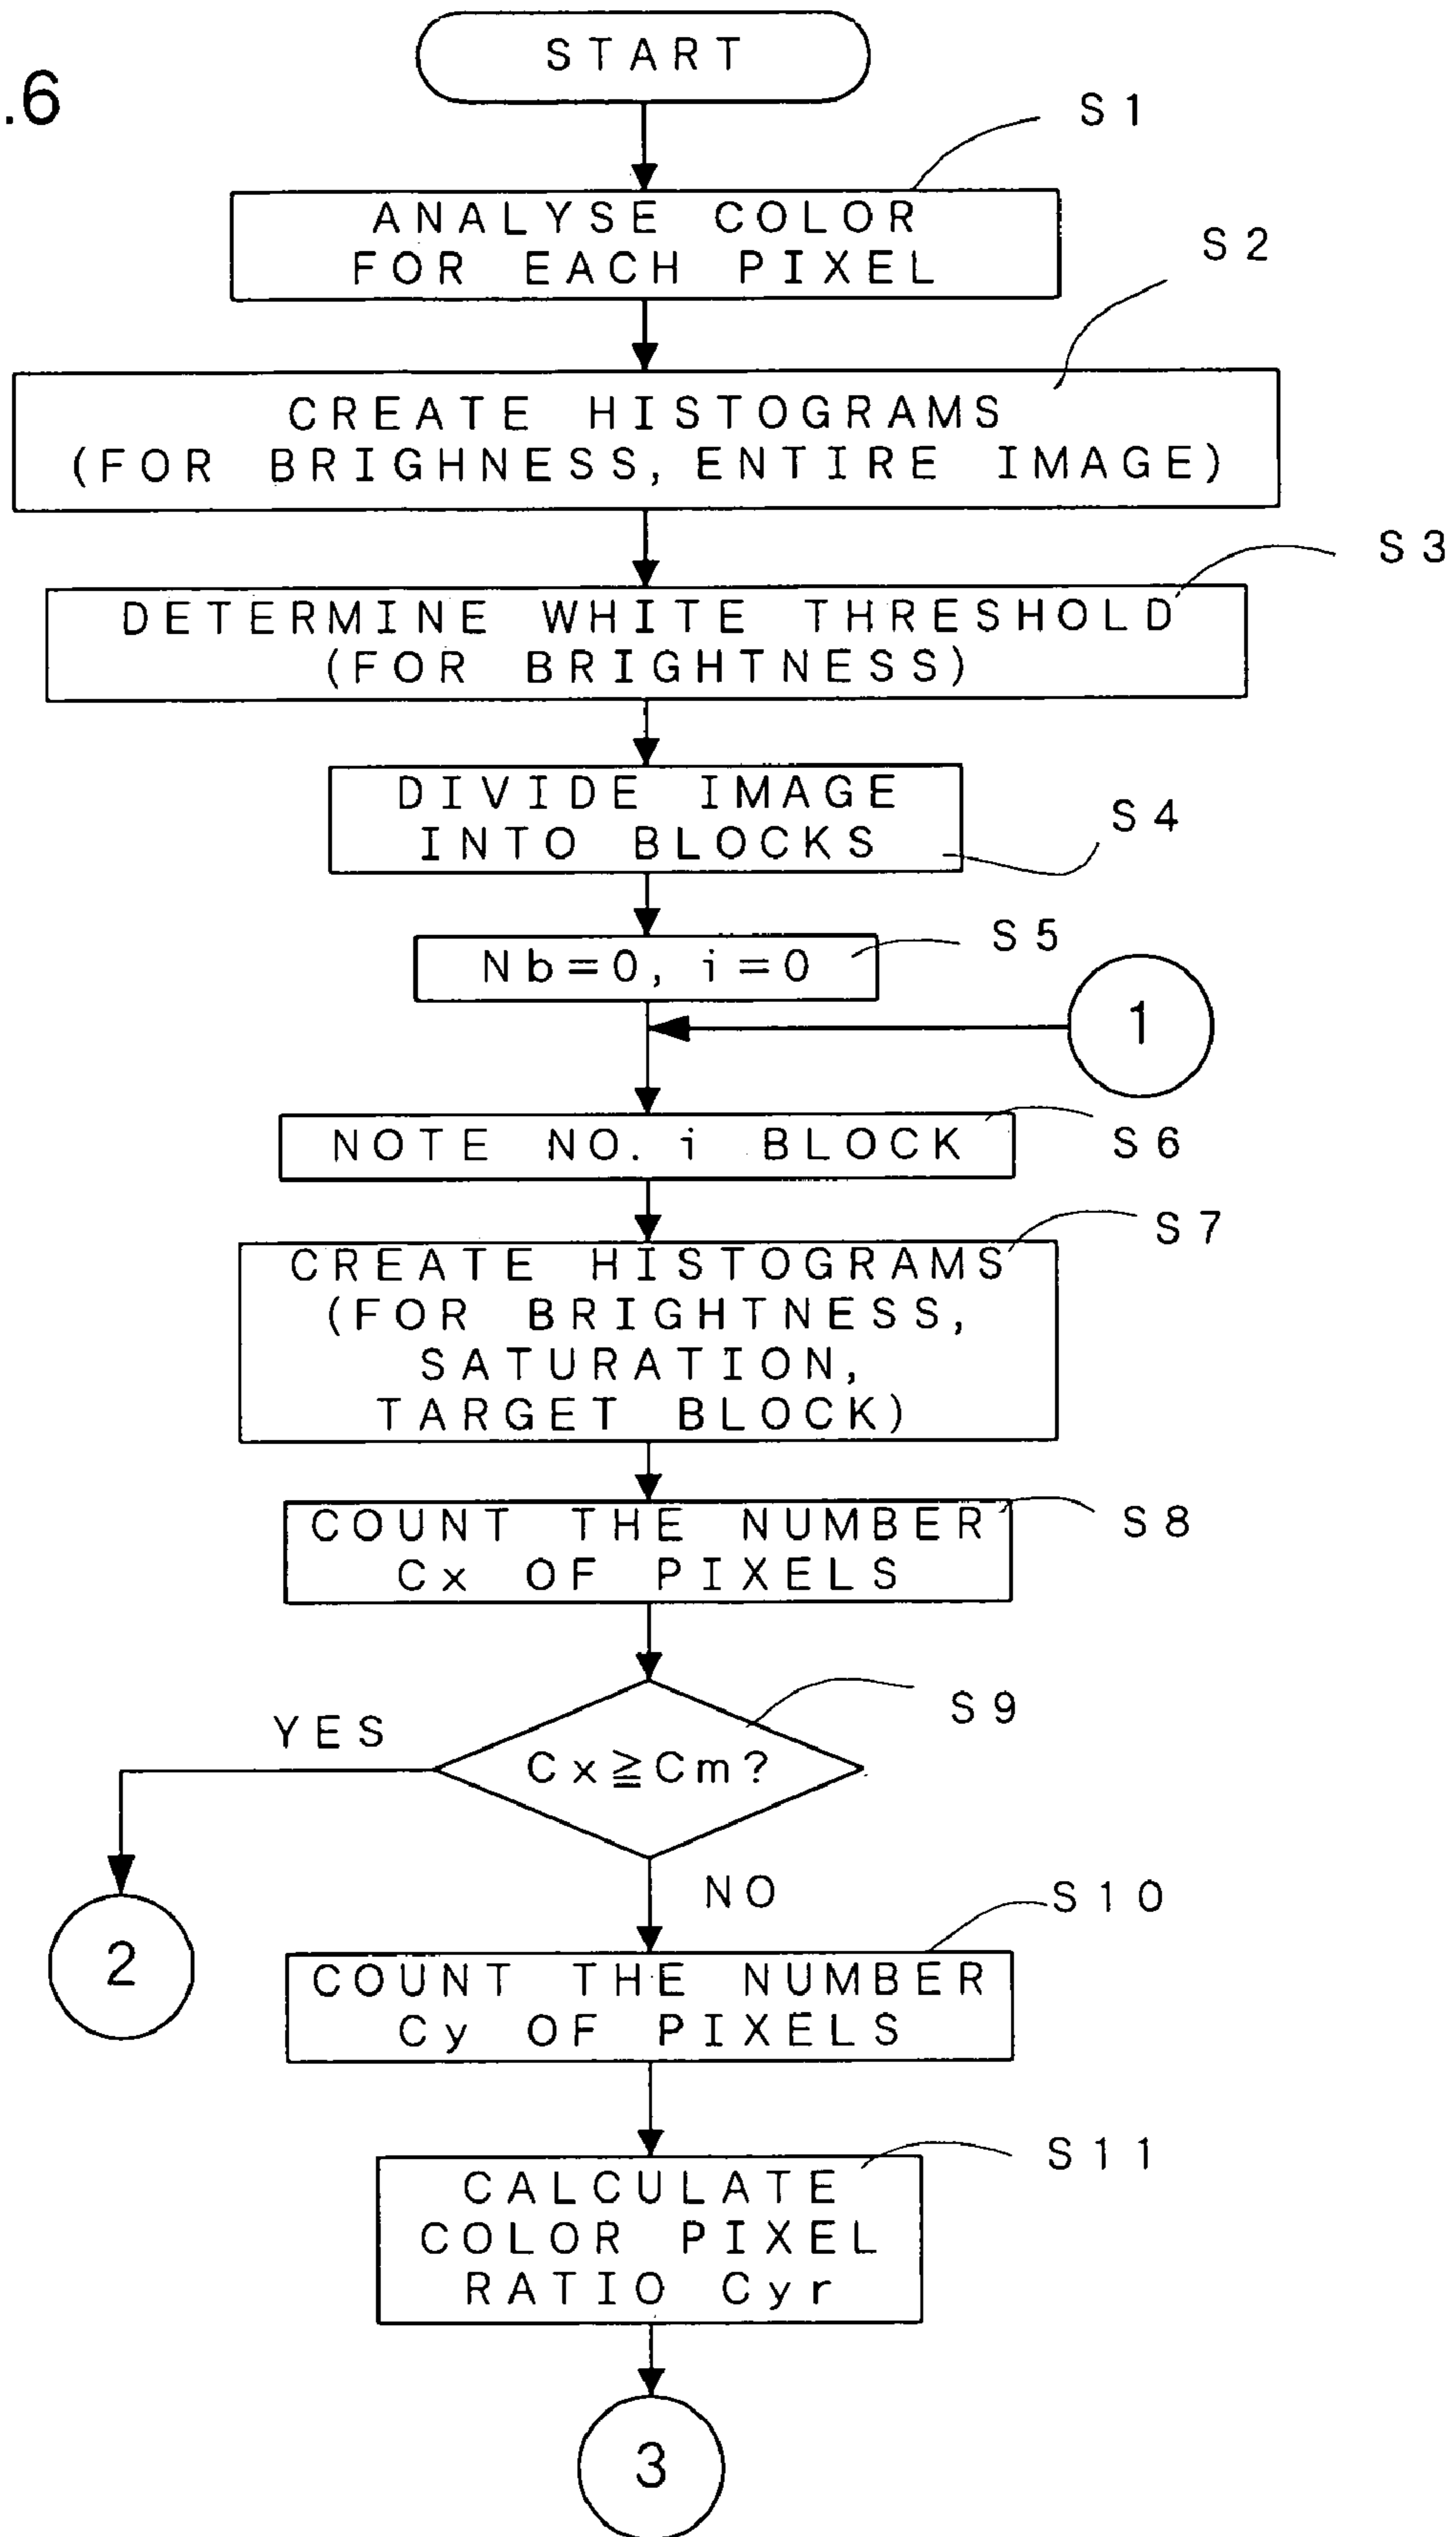 .6
START
S1
ANALYSE COLOR
FOR EACH PIXEL
S2
CREATE HISTOGRAMS
(FOR BRIGHNESS, ENTIRE IMAGE)
S3
DETERMINE WHITE THRESHOLD
(FOR BRIGHTNESS)
DIVIDE IMAGE
INTO BLOCKS
S4
S5
Nb=0, i=0
1
NOTE NO. i BLOCK
S6
S7
CREATE HISTOGRAMS
(FOR BRIGHTNESS,
SATURATION,
TARGET BLOCK)
COUNT THE NUMBER
Cx OF PIXELS
S8
S9
YES
Cx≧Cm?
NO
2
S10
COUNT THE NUMBER
Cy OF PIXELS
S11
CALCULATE
COLOR PIXEL
RATIO Cyr
3